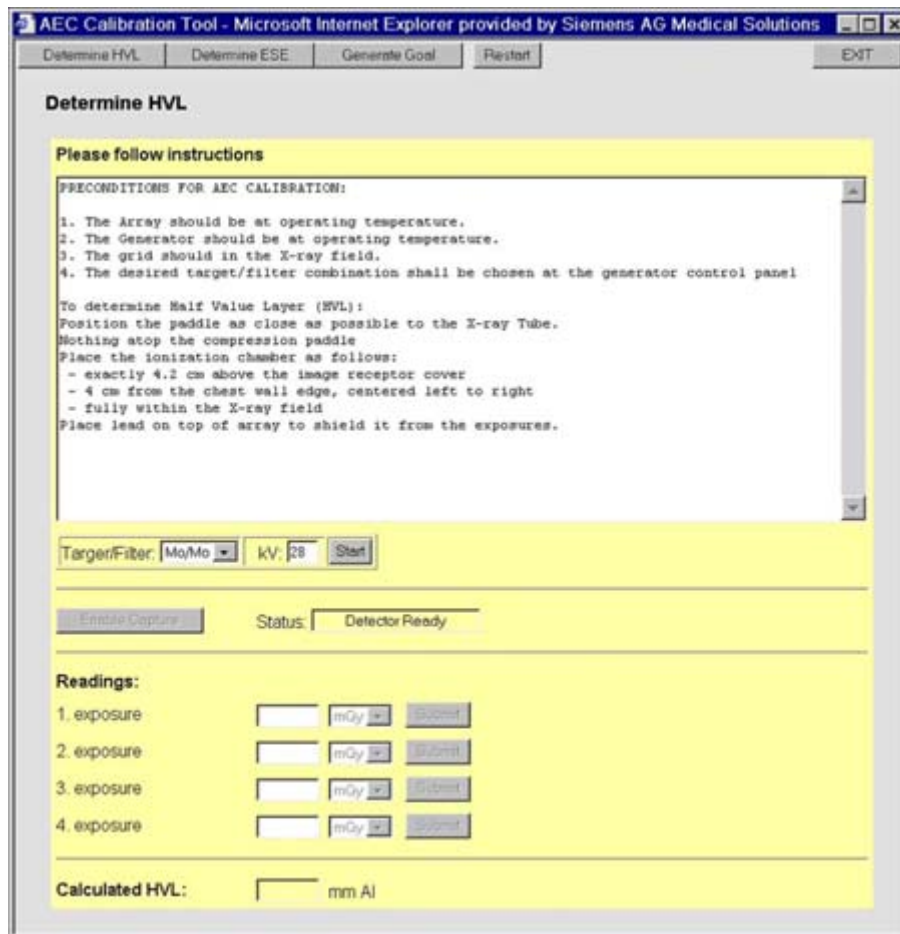 AEC Calibration Tool - Microsoft Internet Explorer provided by Siemens AG Medical Solutions
Determine HVL Determine ESE Generate Goal Restart EXIT
Determine HVL
Please follow instructions
PRECONDITIONS FOR AEC CALIBRATION:
1. The Array should be at operating temperature.
2. The Generator should be at operating temperature.
3. The grid should in the X-ray field.
4. The desired target/filter combination shall be chosen at the generator control panel
To determine Half Value Layer (HVL):
Position the paddle as close as possible to the X-ray Tube.
Nothing atop the compression paddle
Place the ionization chamber as follows:
- exactly 4.2 cm above the image receptor cover
- 4 cm from the chest wall edge, centered left to right
- fully within the X-ray field
Place lead on top of array to shield it from the exposures.
Targer/Filter: Mo/Mo kV: 28 Start
Enable Capture Status: Detector Ready
Readings:
1. exposure mGy Submit
2. exposure mGy Submit
3. exposure mGy Submit
4. exposure mGy Submit
Calculated HVL: mm Al